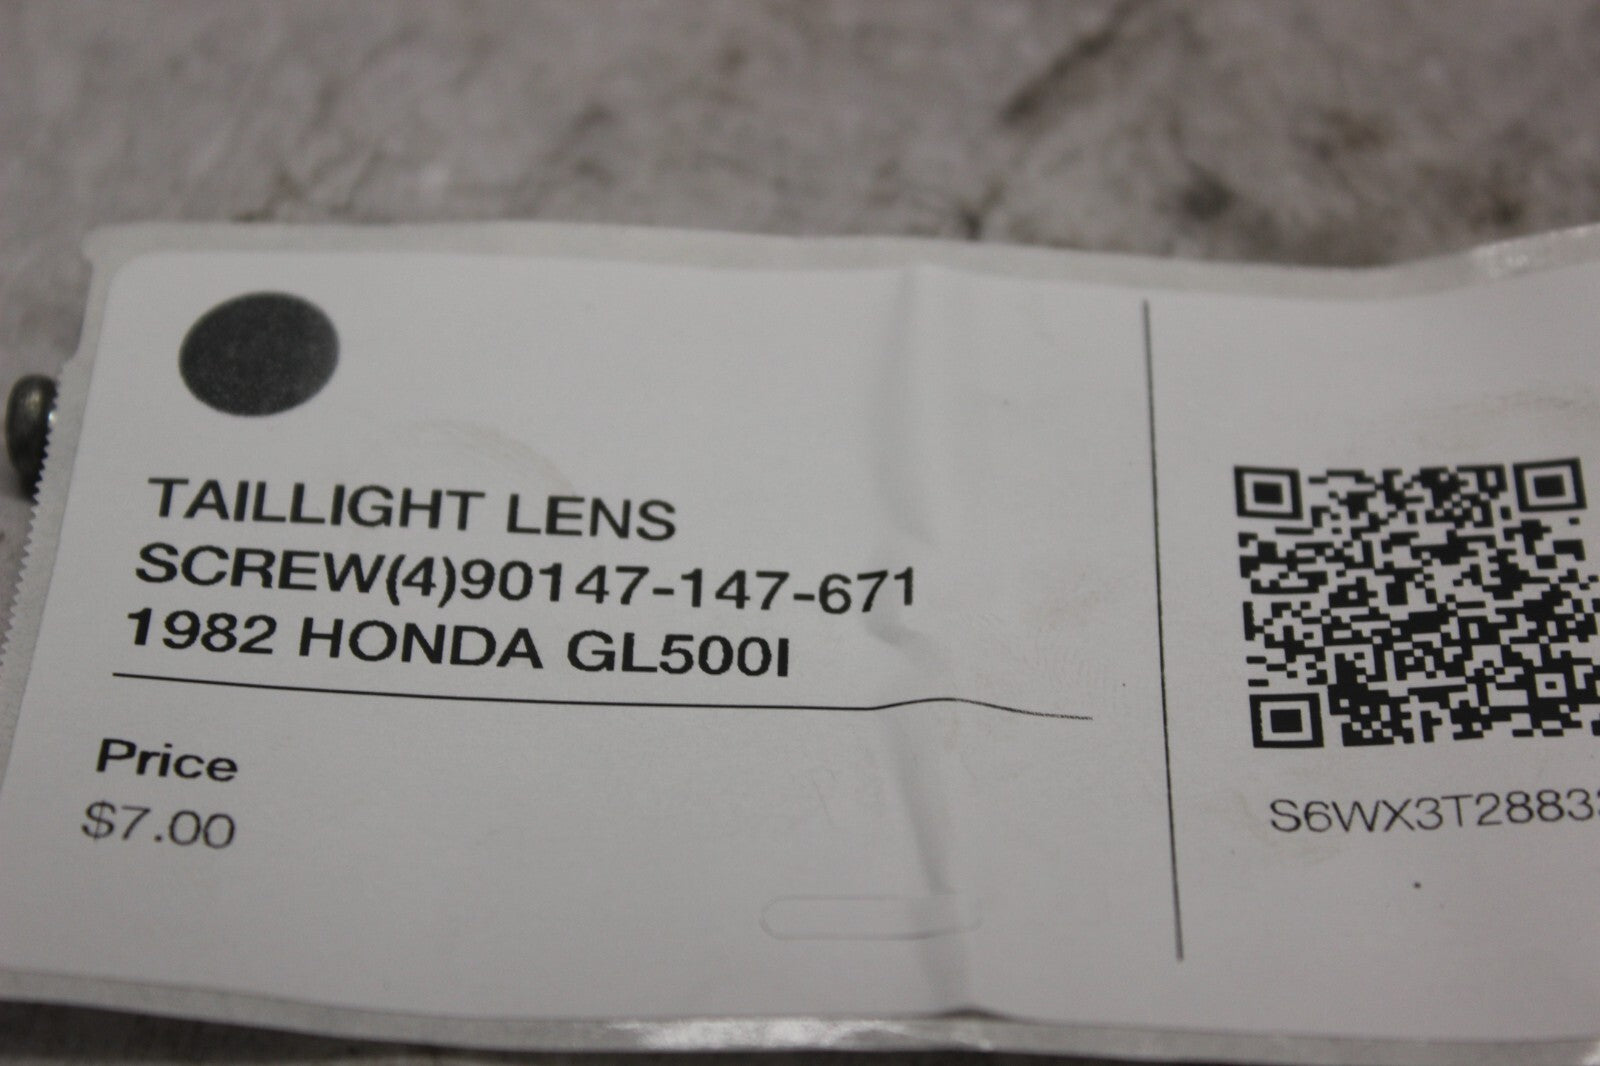 TAILLIGHT LENS
SCREW(4)90147-147-671
1982 HONDA GL500I
Price
$7.00
S6WX3T2883